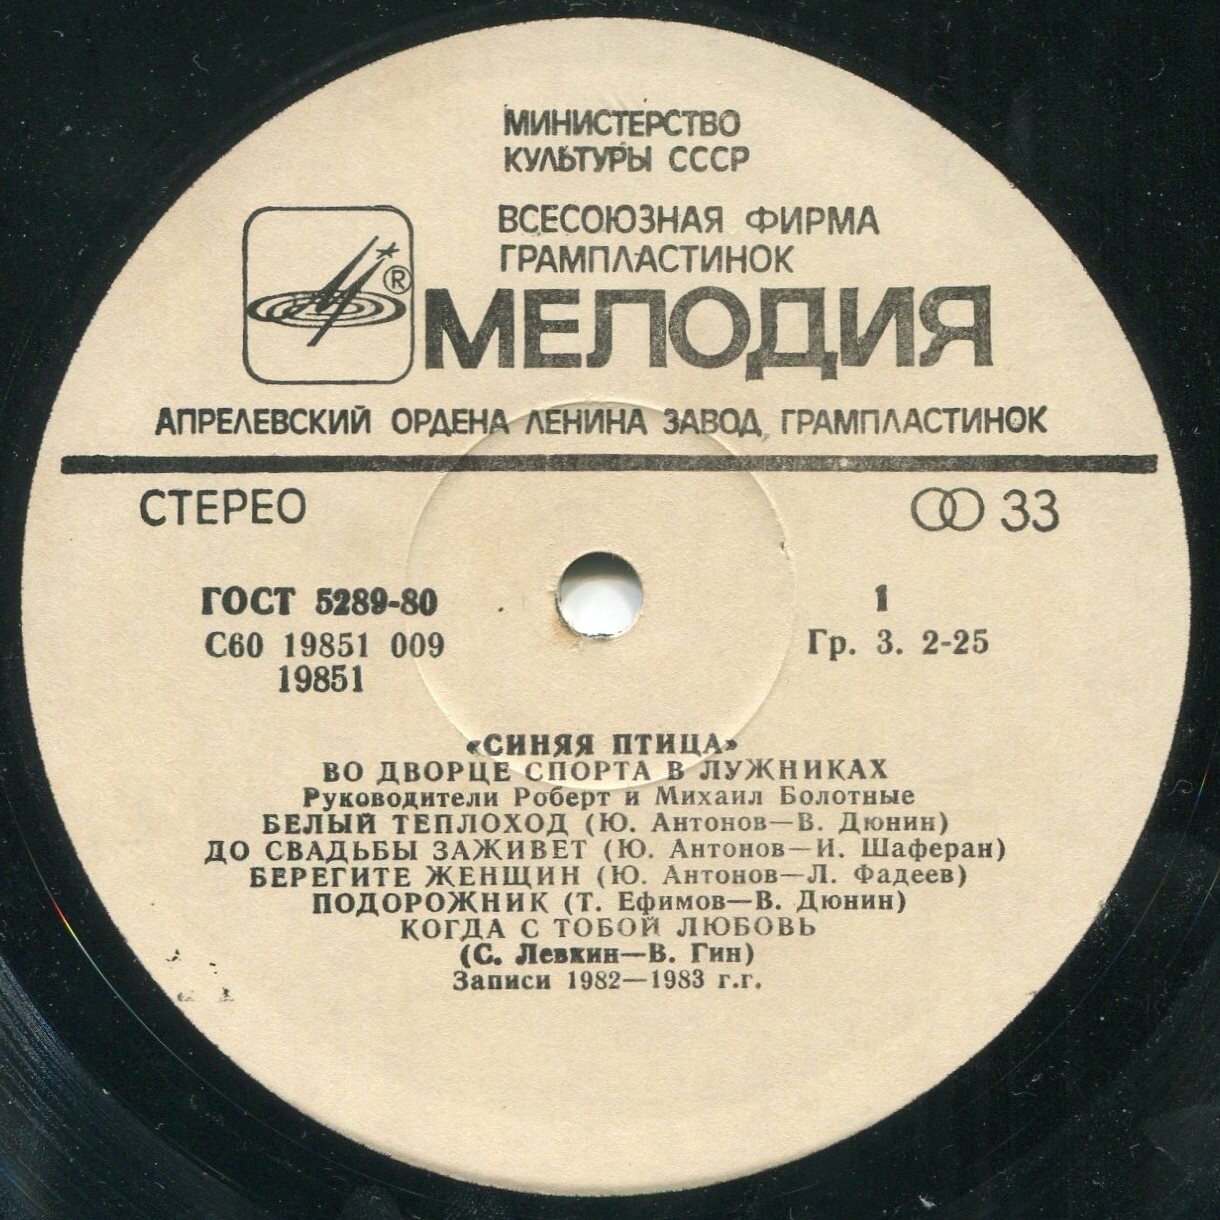 МИНИСТЕРСТВО
КУЛЬТУРЫ СССР
ВСЕСОЮЗНАЯ ФИРМА
ГРАМПЛАСТИНОК
® МЕЛОДИЯ
АПРЕЛЕВСКИЙ ОРДЕНА ЛЕНИНА ЗАВОД ГРАМПЛАСТИНОК
СТЕРЕО 33
ГОСТ 5289-80 1
С60 19851 009 Гр. 3. 2-25
19851
«СИНЯЯ ПТИЦА»
ВО ДВОРЦЕ СПОРТА В ЛУЖНИКАХ
Руководители Роберт и Михаил Болотные
БЕЛЫЙ ТЕПЛОХОД (Ю. Антонов—В. Дюнин)
ДО СВАДЬБЫ ЗАЖИВЕТ (Ю. Антонов—И. Шаферан)
БЕРЕГИТЕ ЖЕНЩИН (Ю. Антонов—Л. Фадеев)
ПОДОРОЖНИК (Т. Ефимов—В. Дюнин)
КОГДА С ТОБОЙ ЛЮБОВЬ
(С. Левкин—В. Гин)
Записи 1982—1983 г.г.